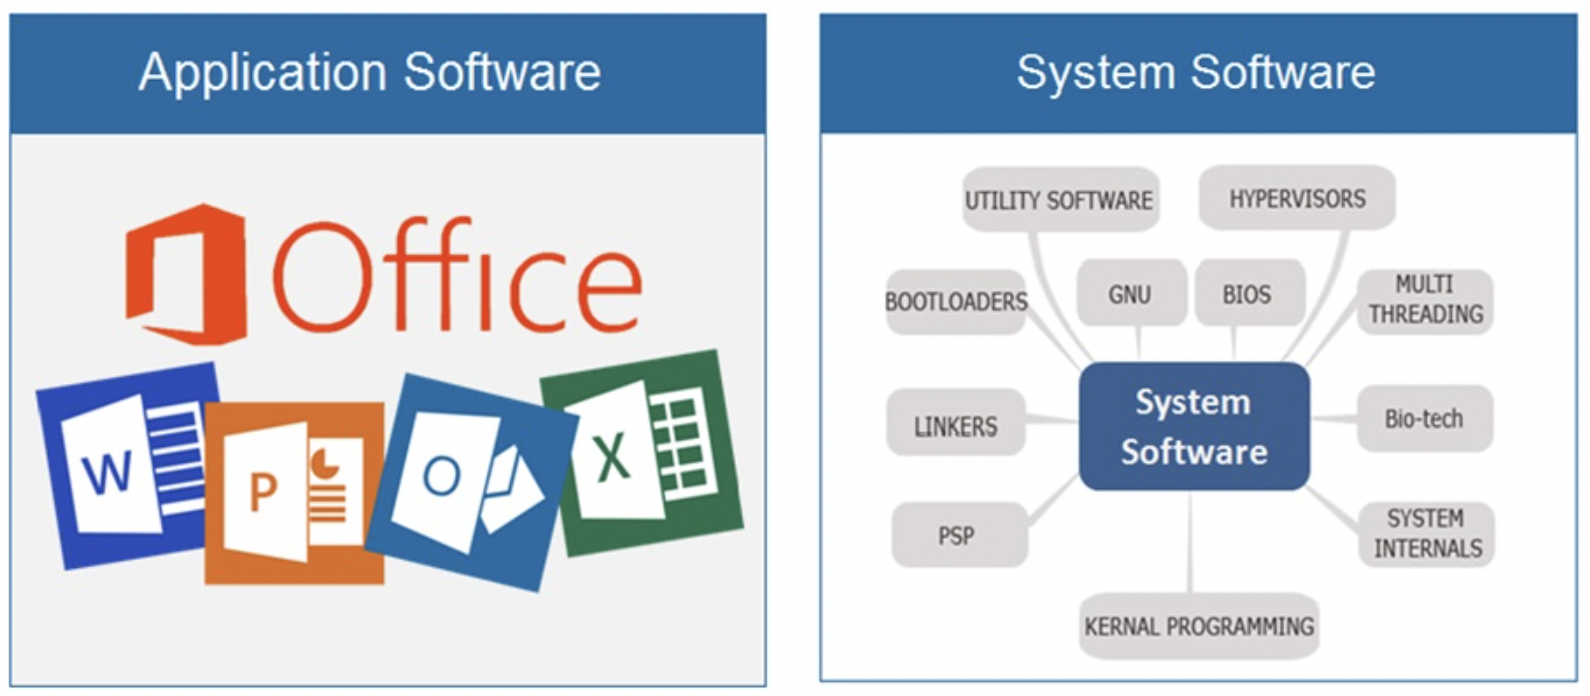 Application Software
Office
W
P
O
X
System Software
UTILITY SOFTWARE
HYPERVISORS
BOOTLOADERS
GNU
BIOS
MULTI
THREADING
System
Software
LINKERS
Bio-tech
PSP
SYSTEM
INTERNALS
KERNAL PROGRAMMING